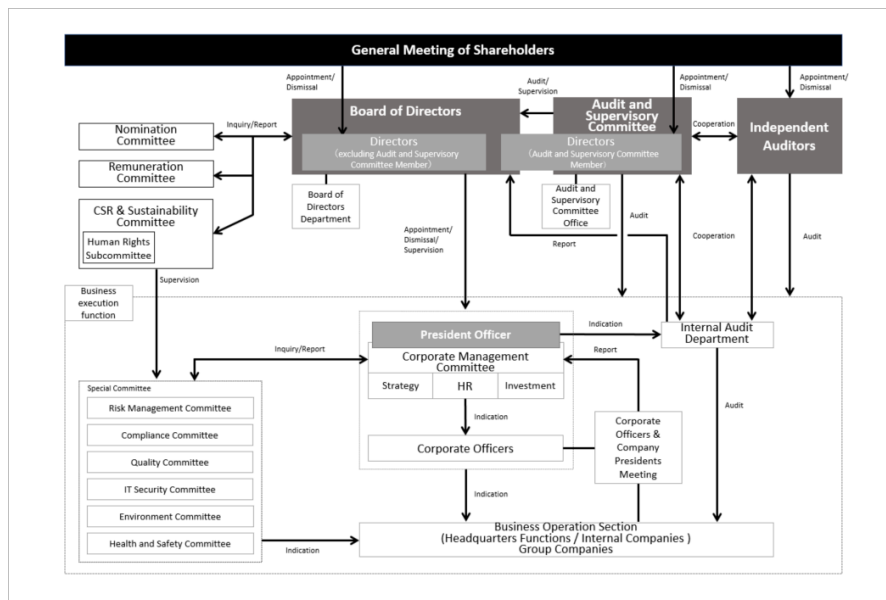 General Meeting of Shareholders
Appointment/
Dismissal
Audit/
Supervision
Appointment/
Dismissal
Appointment/
Dismissal
Board of Directors
Audit and
Supervisory
Committee
Independent
Auditors
Inquiry/Report
Cooperation
Nomination
Committee
Directors
(excluding Audit and Supervisory
Committee Member)
Directors
(Audit and Supervisory Committee
Member)
Remuneration
Committee
Board of
Directors
Department
Audit and
Supervisory
Committee
Office
CSR & Sustainability
Committee
Human Rights
Subcommittee
Appointment/
Dismissal/
Supervision
Report
Audit
Cooperation
Audit
Supervision
Business
execution
function
President Officer
Indication
Internal Audit
Department
Inquiry/Report
Corporate Management
Committee
Report
Strategy
HR
Investment
Special Committee
Risk Management Committee
Compliance Committee
Quality Committee
IT Security Committee
Environment Committee
Health and Safety Committee
Indication
Audit
Corporate Officers
Corporate
Officers &
Company
Presidents
Meeting
Indication
Indication
Business Operation Section
(Headquarters Functions / Internal Companies )
Group Companies